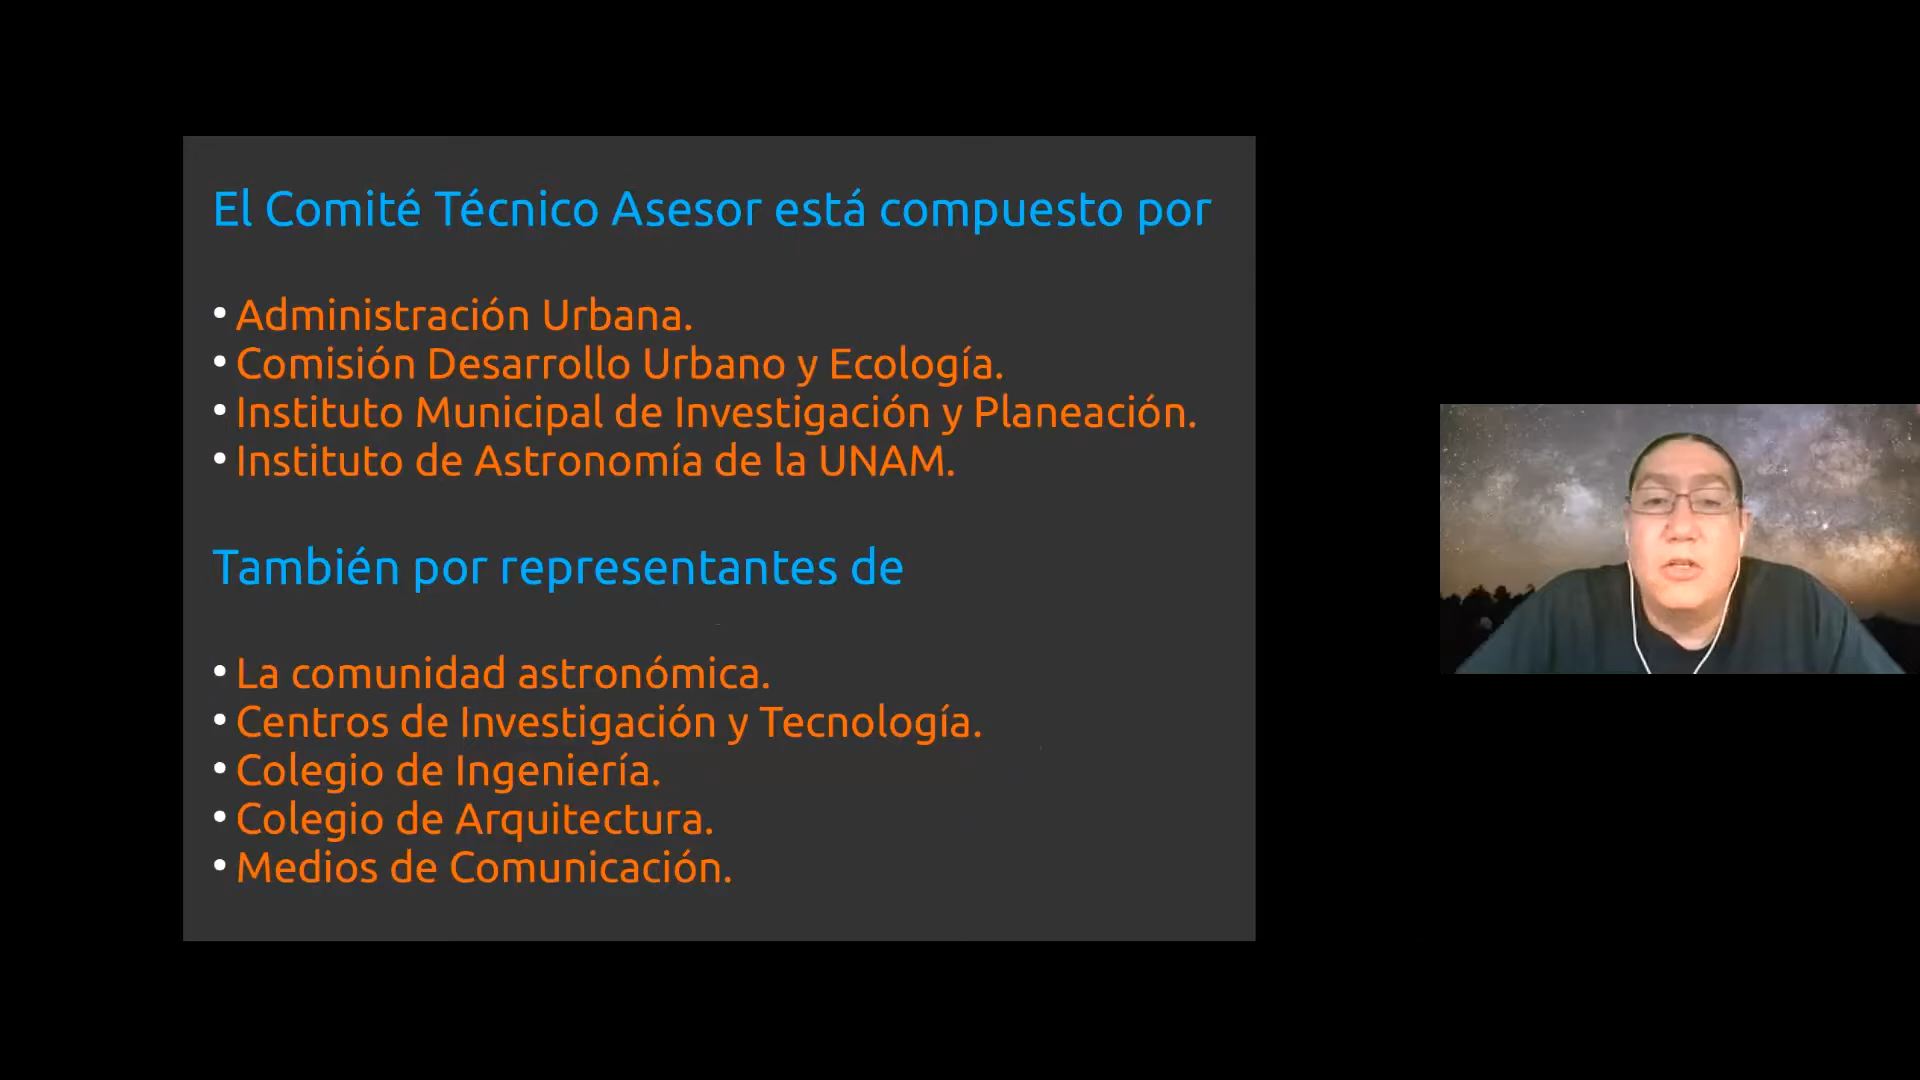 El Comité Técnico Asesor está compuesto por
• Administración Urbana.
• Comisión Desarrollo Urbano y Ecología.
• Instituto Municipal de Investigación y Planeación.
• Instituto de Astronomía de la UNAM.
También por representantes de
• La comunidad astronómica.
• Centros de Investigación y Tecnología.
• Colegio de Ingeniería.
• Colegio de Arquitectura.
• Medios de Comunicación.